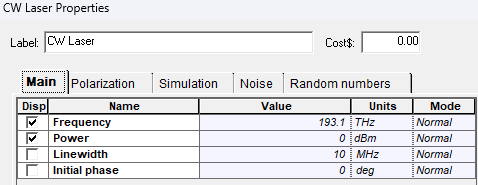 CW Laser Properties
Label: CW Laser Cost$: 0.00
Main Polarization Simulation Noise Random numbers
Disp Name Value Units Mode
Frequency 193.1 THz Normal
Power 0 dBm Normal
Linewidth 10 MHz Normal
Initial phase 0 deg Normal